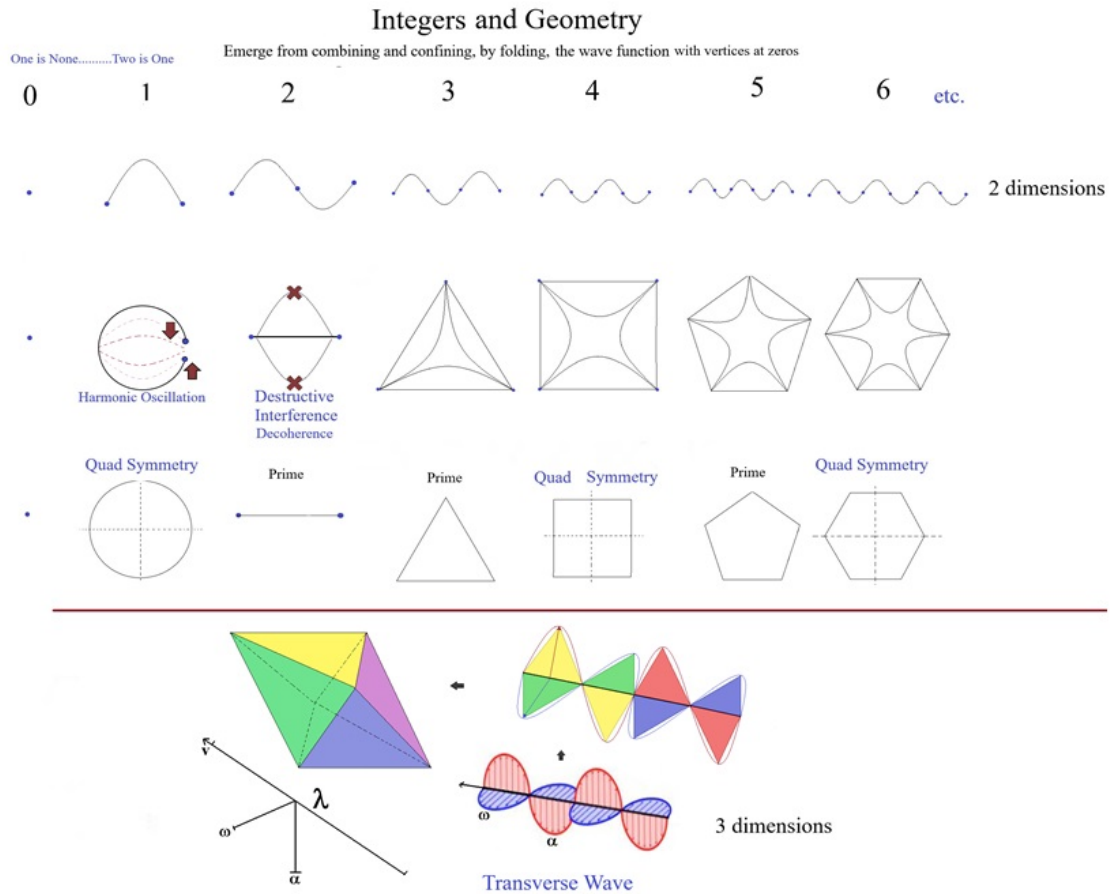 Integers and Geometry
Emerge from combining and confining, by folding, the wave function with vertices at zeros
One is None..........Two is One
0 1 2 3 4 5 6 etc.
2 dimensions
Harmonic Oscillation
Destructive
Interference
Decoherence
Quad Symmetry
Prime
Prime
Quad Symmetry
Prime
Quad Symmetry
v
λ
ω
α
ω
α
3 dimensions
Transverse Wave